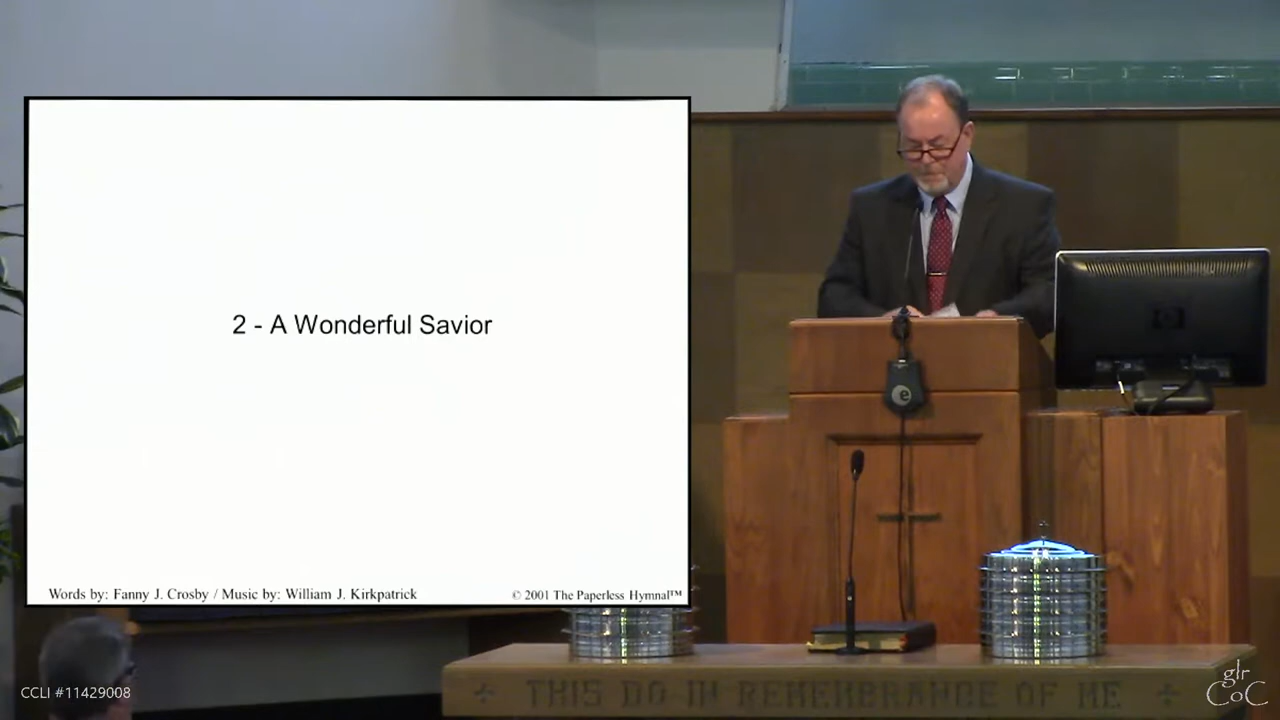 2 - A Wonderful Savior
Words by: Fanny J. Crosby / Music by: William J. Kirkpatrick
© 2001 The Paperless Hymnal™
e
THIS DO IN REMEMBRANCE OF ME
CCLI #11429008
glr
CoC